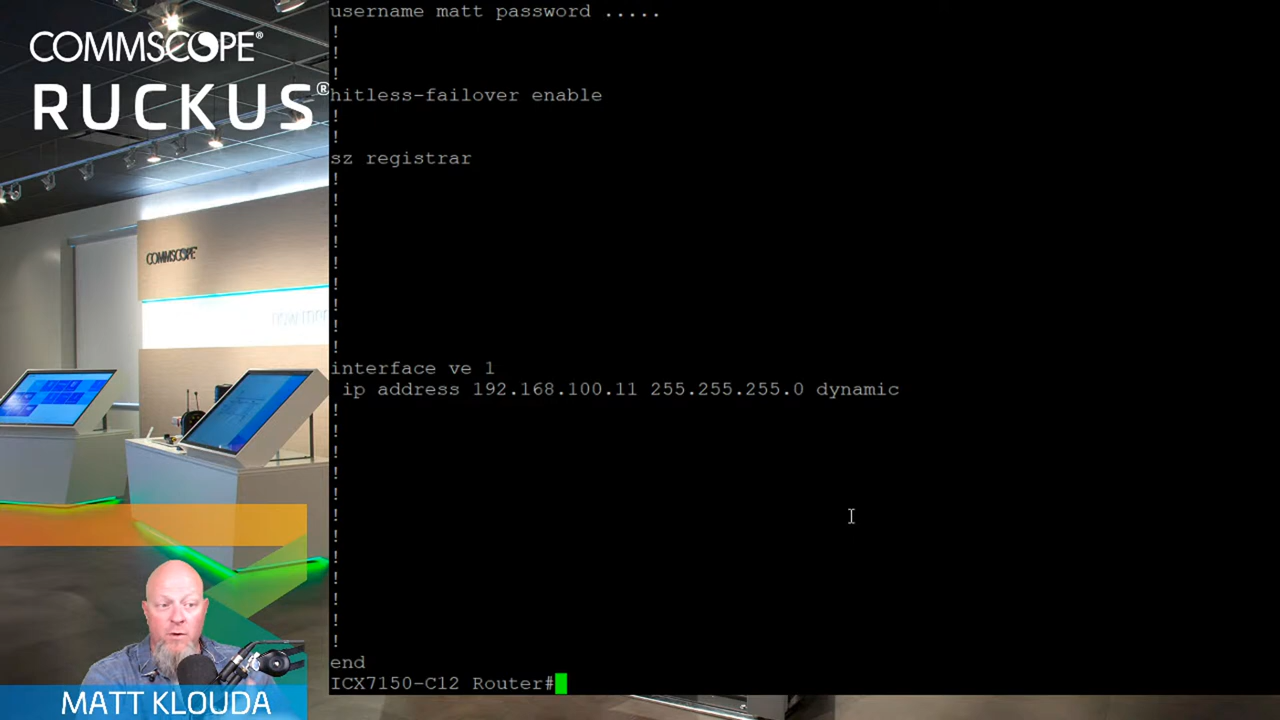 COMMSCOPE®
RUCKUS®
COMMSCOPE
MATT KLOUDA
username matt password .....
!
!
!
hitless-failover enable
!
!
sz registrar
!
!
!
!
!
!
!
!
!
interface ve 1
ip address 192.168.100.11 255.255.255.0 dynamic
!
!
!
!
!
!
!
!
!
!
!
!
end
ICX7150-C12 Router#